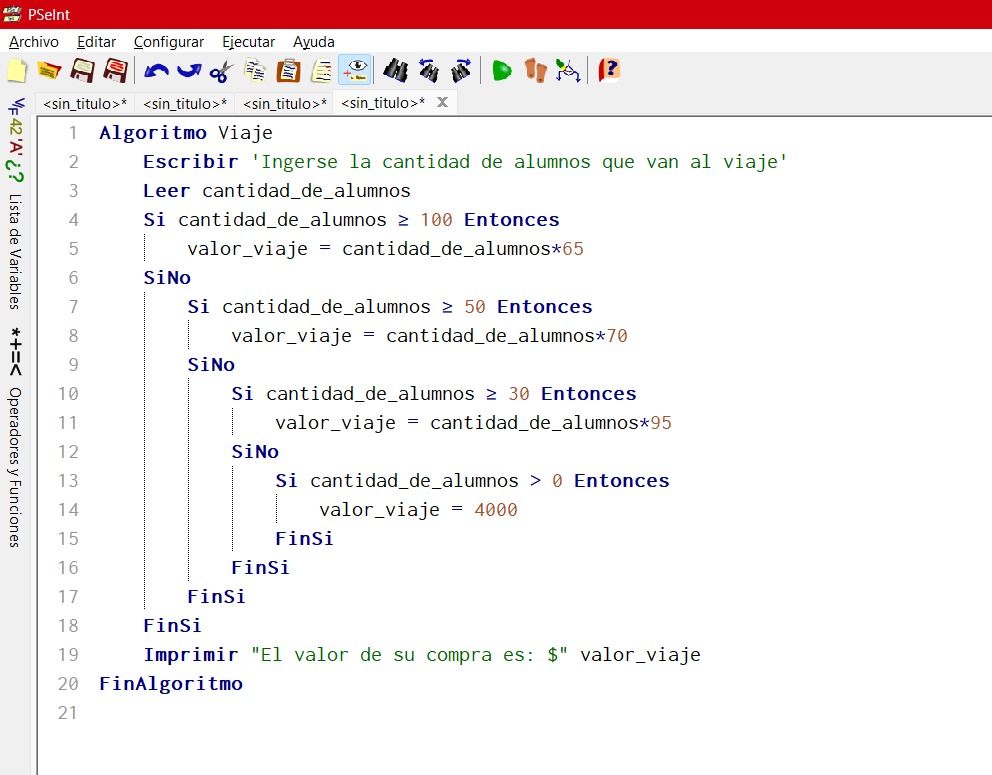 PSeInt
Archivo Editar Configurar Ejecutar Ayuda
<sin_titulo>* <sin_titulo>* <sin_titulo>* <sin_titulo>* X
VF 42 'A' ¿?
Lista de Variables
*+=<
Operadores y Funciones
1 Algoritmo Viaje
2 Escribir 'Ingerse la cantidad de alumnos que van al viaje'
3 Leer cantidad_de_alumnos
4 Si cantidad_de_alumnos ≥ 100 Entonces
5 valor_viaje = cantidad_de_alumnos*65
6 SiNo
7 Si cantidad_de_alumnos ≥ 50 Entonces
8 valor_viaje = cantidad_de_alumnos*70
9 SiNo
10 Si cantidad_de_alumnos ≥ 30 Entonces
11 valor_viaje = cantidad_de_alumnos*95
12 SiNo
13 Si cantidad_de_alumnos > 0 Entonces
14 valor_viaje = 4000
15 FinSi
16 FinSi
17 FinSi
18 FinSi
19 Imprimir "El valor de su compra es: $" valor_viaje
20 FinAlgoritmo
21